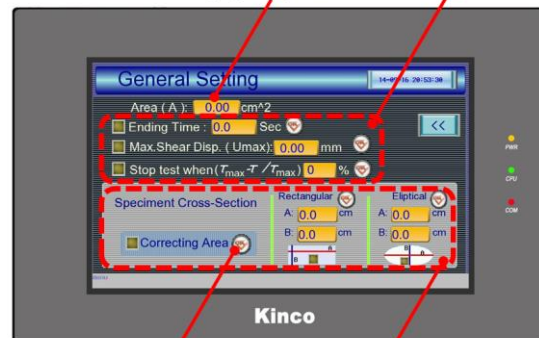 General Setting
14-09-16 20:53:30
Area ( A ): 0.00 cm^2
Ending Time : 0.0 Sec
<<
Max.Shear Disp. ( Umax): 0.00 mm
Stop test when(τmax-τ /τmax) 0 %
PWR
CPU
COM
Speciment Cross-Section
Rectangular
Eliptical
A: 0.0 cm
A: 0.0 cm
B: 0.0 cm
B: 0.0 cm
Correcting Area
A
B
B
Kinco